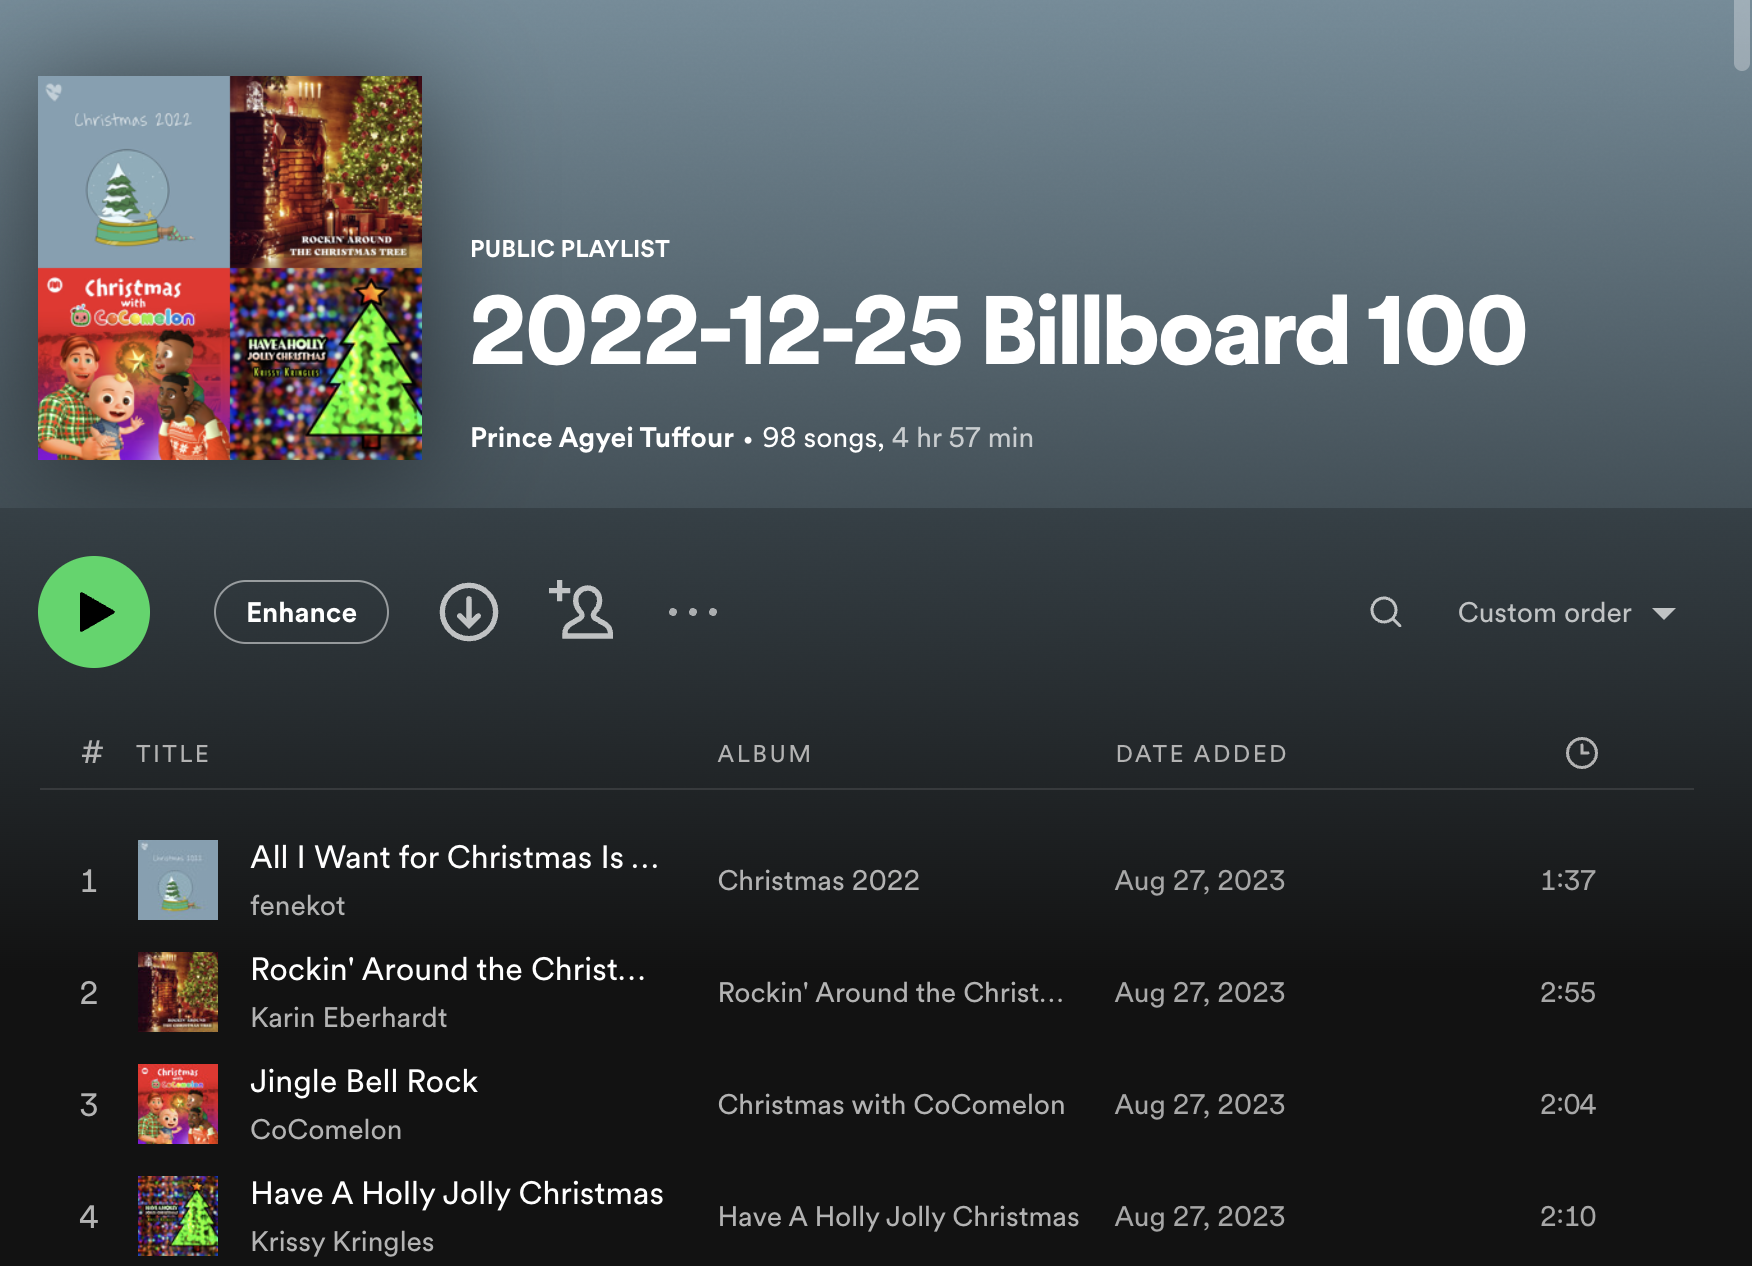 Christmas 2022
ROCKIN' AROUND
THE CHRISTMAS TREE
Christmas
with
CoComelon
HAVE A HOLLY
JOLLY CHRISTMAS
KRISSY KRINGLES
PUBLIC PLAYLIST
2022-12-25 Billboard 100
Prince Agyei Tuffour • 98 songs, 4 hr 57 min
Enhance
Custom order
# TITLE ALBUM DATE ADDED
1 All I Want for Christmas Is ... Christmas 2022 Aug 27, 2023 1:37
fenekot
2 Rockin' Around the Christ... Rockin' Around the Christ... Aug 27, 2023 2:55
Karin Eberhardt
3 Jingle Bell Rock Christmas with CoComelon Aug 27, 2023 2:04
CoComelon
4 Have A Holly Jolly Christmas Have A Holly Jolly Christmas Aug 27, 2023 2:10
Krissy Kringles